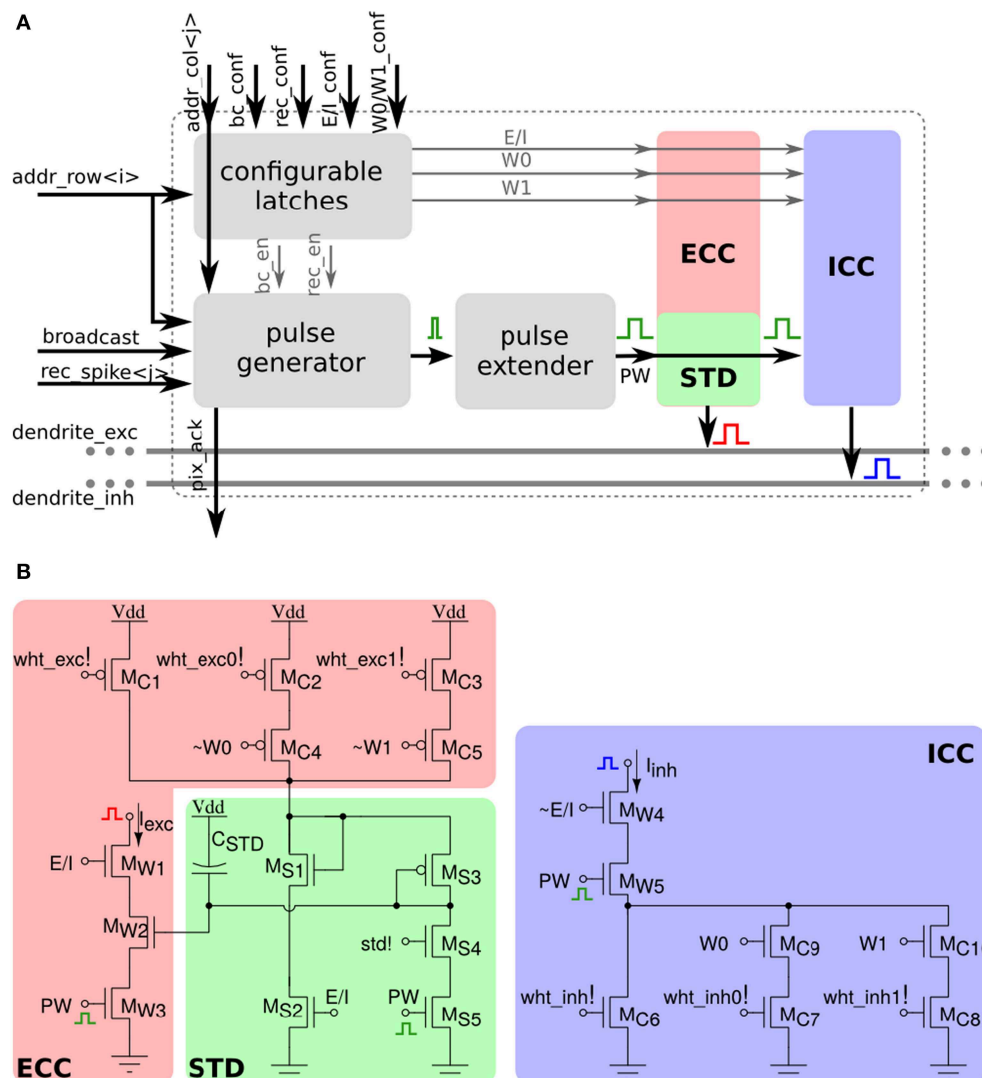 A
addr_col<j>
bc_conf
rec_conf
E/I_conf
W0/W1_conf
addr_row<i>
configurable
latches
E/I
W0
W1
ECC
ICC
bc_en
rec_en
broadcast
rec_spike<j>
pulse
generator
pulse
extender
PW
STD
dendrite_exc
pix_ack
dendrite_inh
B
Vdd
Vdd
Vdd
wht_exc!
MC1
wht_exc0!
MC2
wht_exc1!
MC3
~W0
MC4
~W1
MC5
Iexc
E/I
MW1
MW2
PW
MW3
ECC
Vdd
CSTD
MS1
MS3
std!
MS4
MS2
E/I
PW
MS5
STD
ICC
Iinh
~E/I
MW4
PW
MW5
W0
MC9
W1
MC10
wht_inh!
MC6
wht_inh0!
MC7
wht_inh1!
MC8